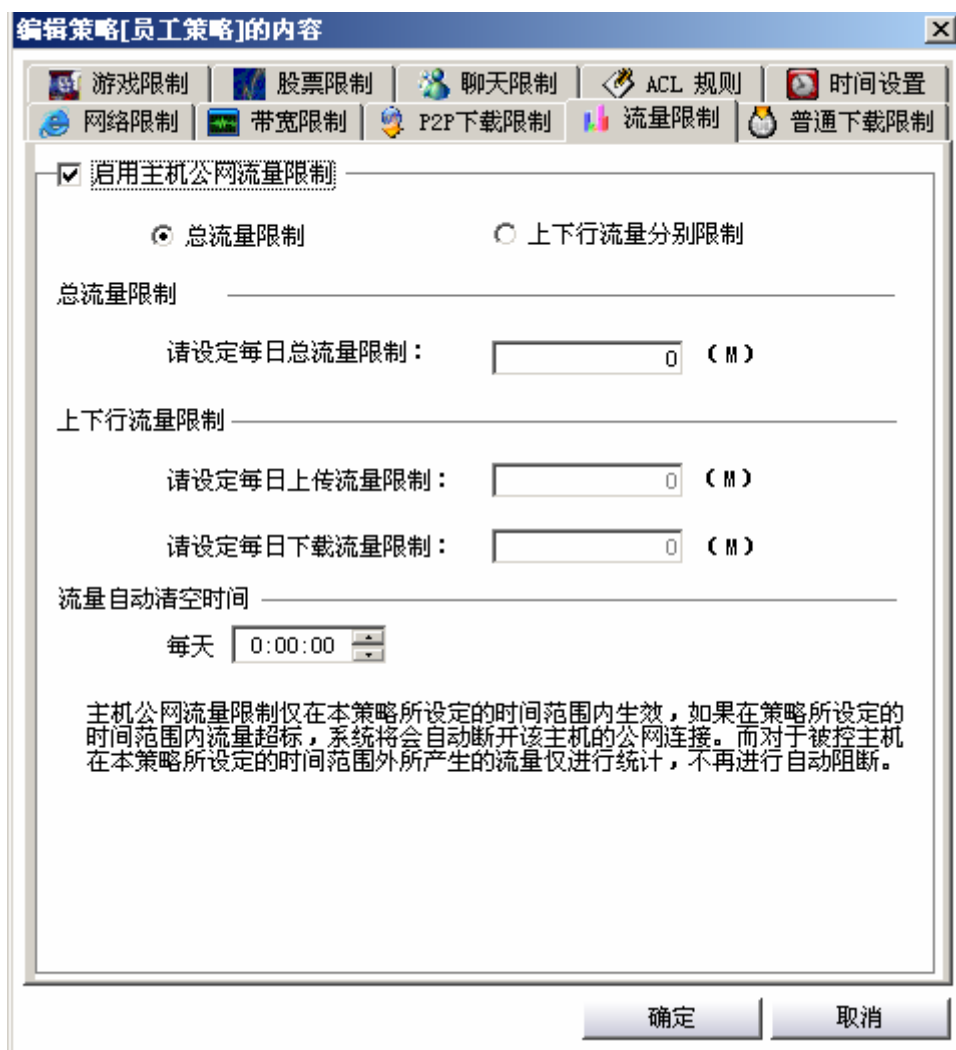 编辑策略[员工策略]的内容
游戏限制 股票限制 聊天限制 ACL 规则 时间设置
网络限制 带宽限制 P2P下载限制 流量限制 普通下载限制
启用主机公网流量限制
总流量限制 上下行流量分别限制
总流量限制
请设定每日总流量限制： 0 (M)
上下行流量限制
请设定每日上传流量限制： 0 (M)
请设定每日下载流量限制： 0 (M)
流量自动清空时间
每天 0:00:00
主机公网流量限制仅在本策略所设定的时间范围内生效，如果在策略所设定的
时间范围内流量超标，系统将会自动断开该主机的公网连接。而对于被控主机
在本策略所设定的时间范围外所产生的流量仅进行统计，不再进行自动阻断。
确定 取消